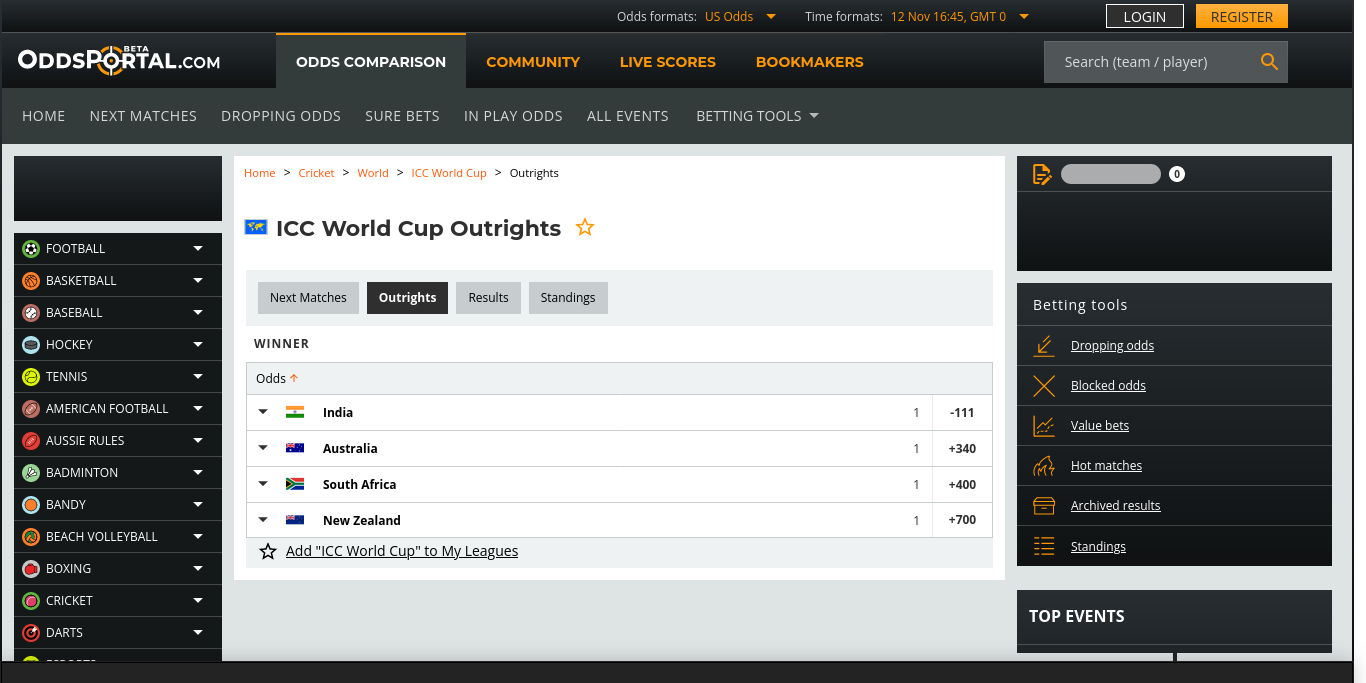 Odds formats: US Odds Time formats: 12 Nov 16:45, GMT 0 LOGIN REGISTER
ODDSPORTAL.COM BETA ODDS COMPARISON COMMUNITY LIVE SCORES BOOKMAKERS Search (team / player)
HOME NEXT MATCHES DROPPING ODDS SURE BETS IN PLAY ODDS ALL EVENTS BETTING TOOLS
FOOTBALL
BASKETBALL
BASEBALL
HOCKEY
TENNIS
AMERICAN FOOTBALL
AUSSIE RULES
BADMINTON
BANDY
BEACH VOLLEYBALL
BOXING
CRICKET
DARTS
Home > Cricket > World > ICC World Cup > Outrights
ICC World Cup Outrights
Next Matches Outrights Results Standings
WINNER
Odds
India 1 -111
Australia 1 +340
South Africa 1 +400
New Zealand 1 +700
Add "ICC World Cup" to My Leagues
0
Betting tools
Dropping odds
Blocked odds
Value bets
Hot matches
Archived results
Standings
TOP EVENTS